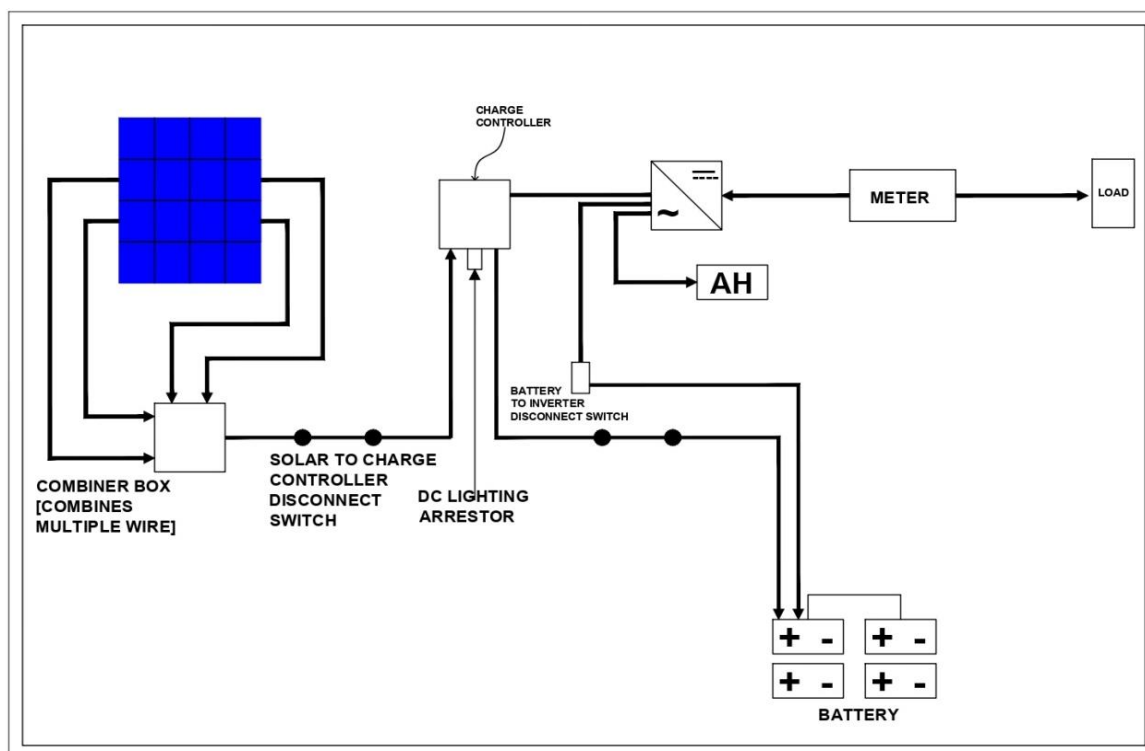 CHARGE
CONTROLLER
METER
LOAD
AH
BATTERY
TO INVERTER
DISCONNECT SWITCH
COMBINER BOX
[COMBINES
MULTIPLE WIRE]
SOLAR TO CHARGE
CONTROLLER
DISCONNECT
SWITCH
DC LIGHTING
ARRESTOR
+ - + -
+ - + -
BATTERY